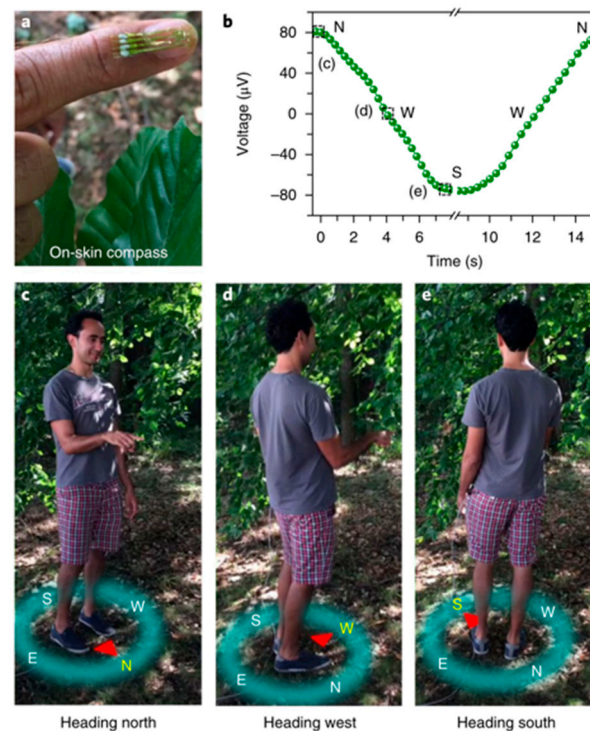 a
On-skin compass
b
Voltage (µV)
80
40
0
−40
−80
N
(c)
(d)
W
(e)
S
W
N
0
2
4
6
8
10
12
14
Time (s)
c
S
W
E
N
Heading north
d
S
W
E
N
Heading west
e
S
W
E
N
Heading south